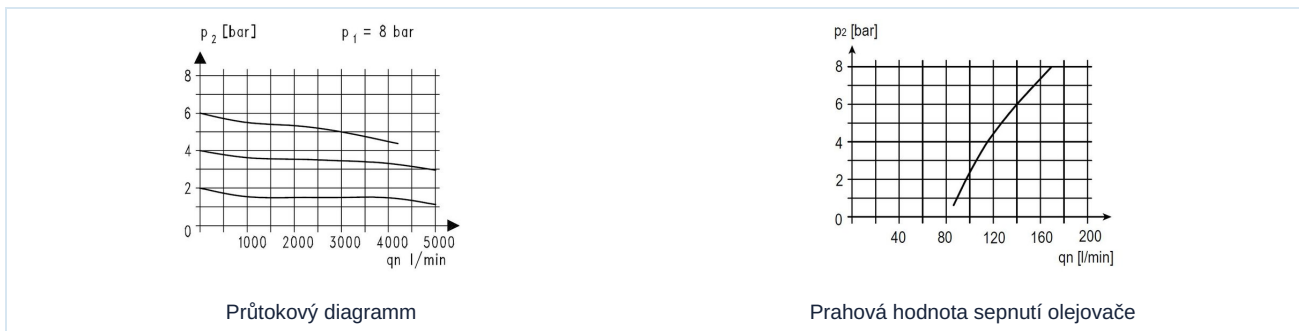 p 2 [bar] p 1 = 8 bar
8
6
4
2
0
1000 2000 3000 4000 5000
qn l/min
Průtokový diagramm
p2 [bar]
8
6
4
2
0
40 80 120 160 200
qn [l/min]
Prahová hodnota sepnutí olejovače